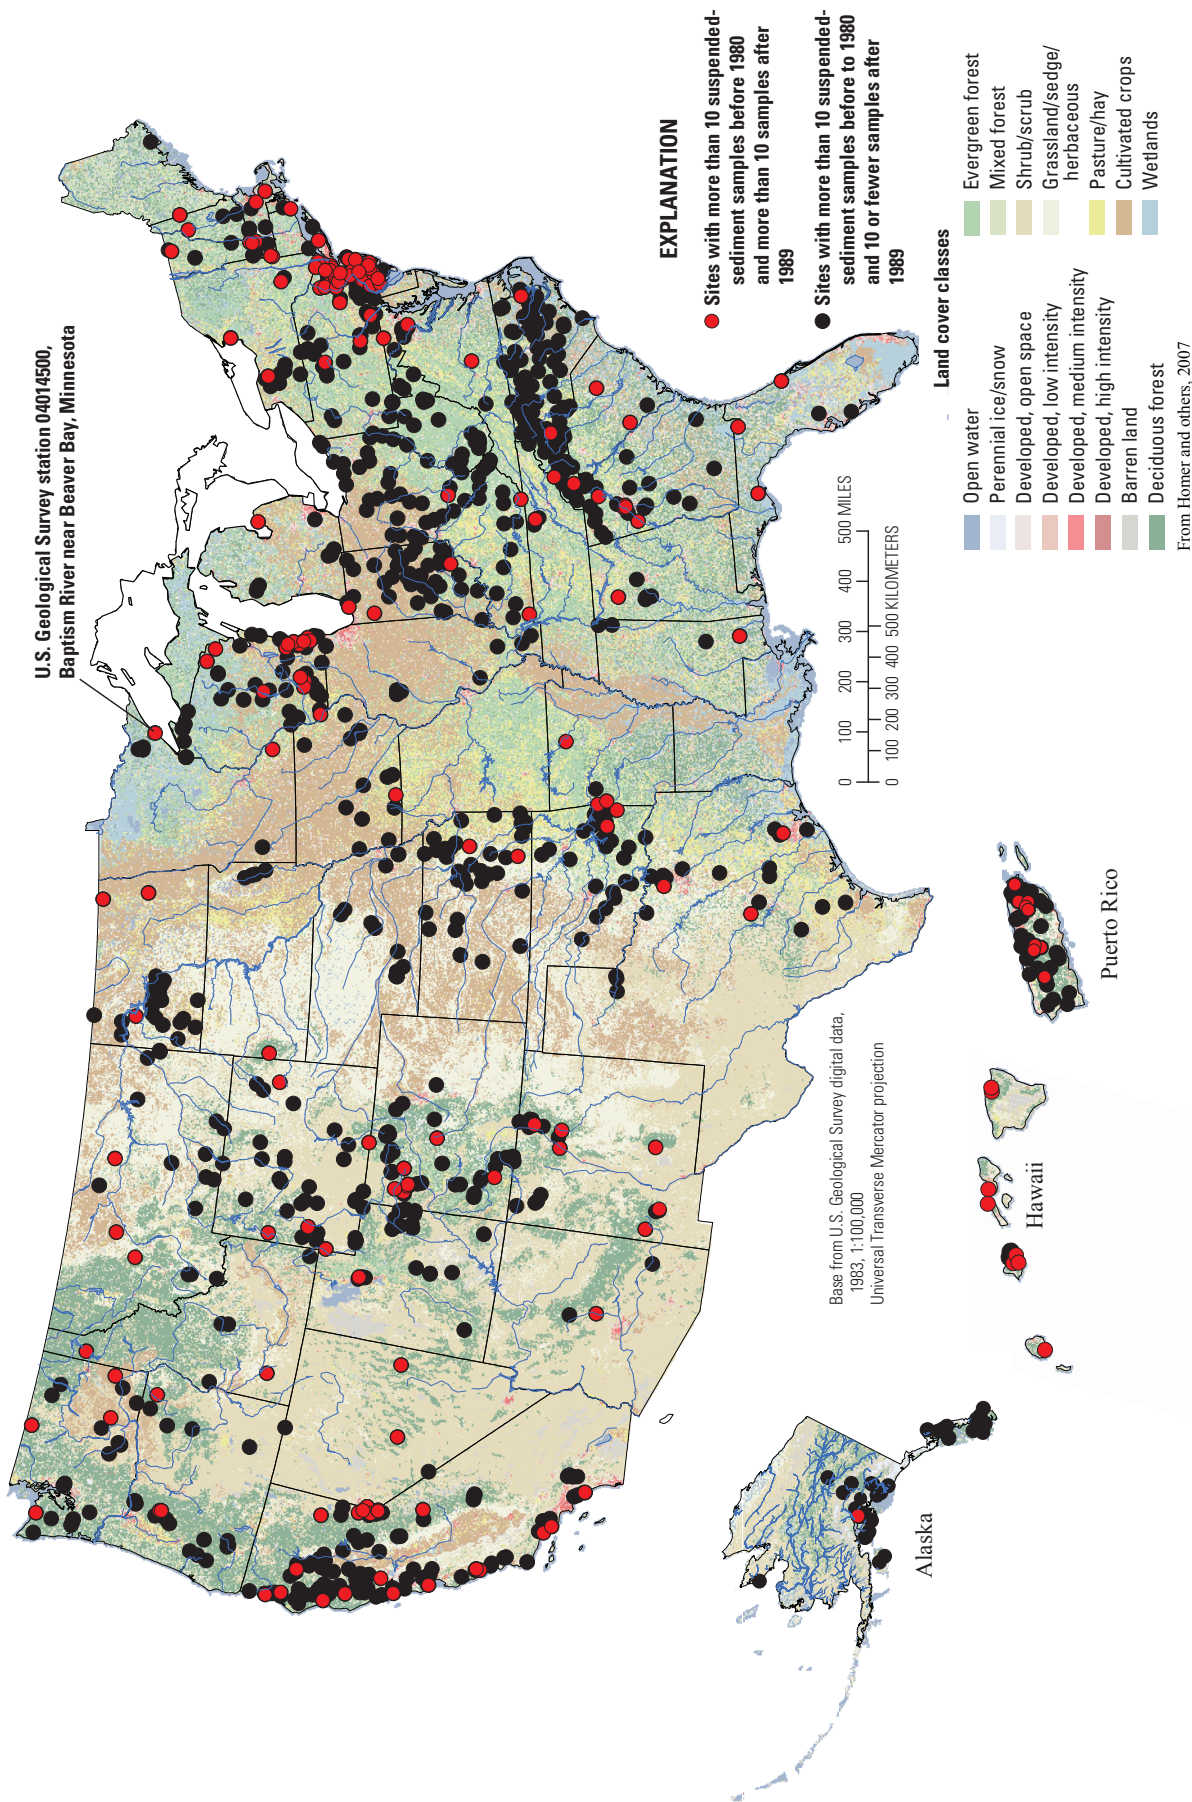 U.S. Geological Survey station 04014500,
Baptism River near Beaver Bay, Minnesota
EXPLANATION
Sites with more than 10 suspended-
sediment samples before 1980
and more than 10 samples after
1989
Sites with more than 10 suspended-
sediment samples before to 1980
and 10 or fewer samples after
1989
Land cover classes
Open water
Perennial ice/snow
Developed, open space
Developed, low intensity
Developed, medium intensity
Developed, high intensity
Barren land
Deciduous forest
Evergreen forest
Mixed forest
Shrub/scrub
Grassland/sedge/
herbaceous
Pasture/hay
Cultivated crops
Wetlands
From Homer and others, 2007
0 100 200 300 400 500 MILES
0 100 200 300 400 500 KILOMETERS
Base from U.S. Geological Survey digital data,
1983, 1:100,000
Universal Transverse Mercator projection
Alaska
Hawaii
Puerto Rico